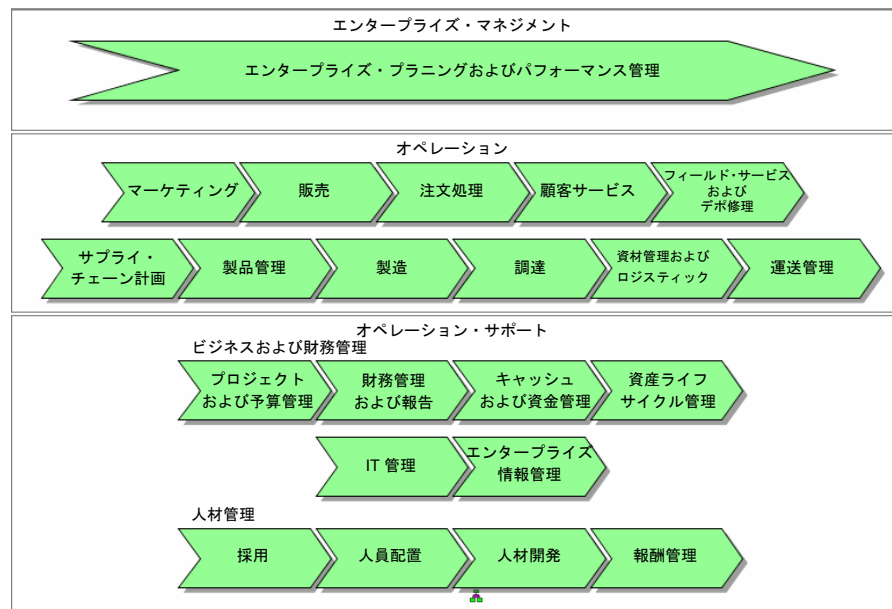 エンタープライズ・マネジメント
エンタープライズ・プラニングおよびパフォーマンス管理
オペレーション
マーケティング
販売
注文処理
顧客サービス
フィールド・サービス
および
デポ修理
サプライ・
チェーン計画
製品管理
製造
調達
資材管理および
ロジスティック
運送管理
オペレーション・サポート
ビジネスおよび財務管理
プロジェクト
および予算管理
財務管理
および報告
キャッシュ
および資金管理
資産ライフ
サイクル管理
IT 管理
エンタープライズ
情報管理
人材管理
採用
人員配置
人材開発
報酬管理